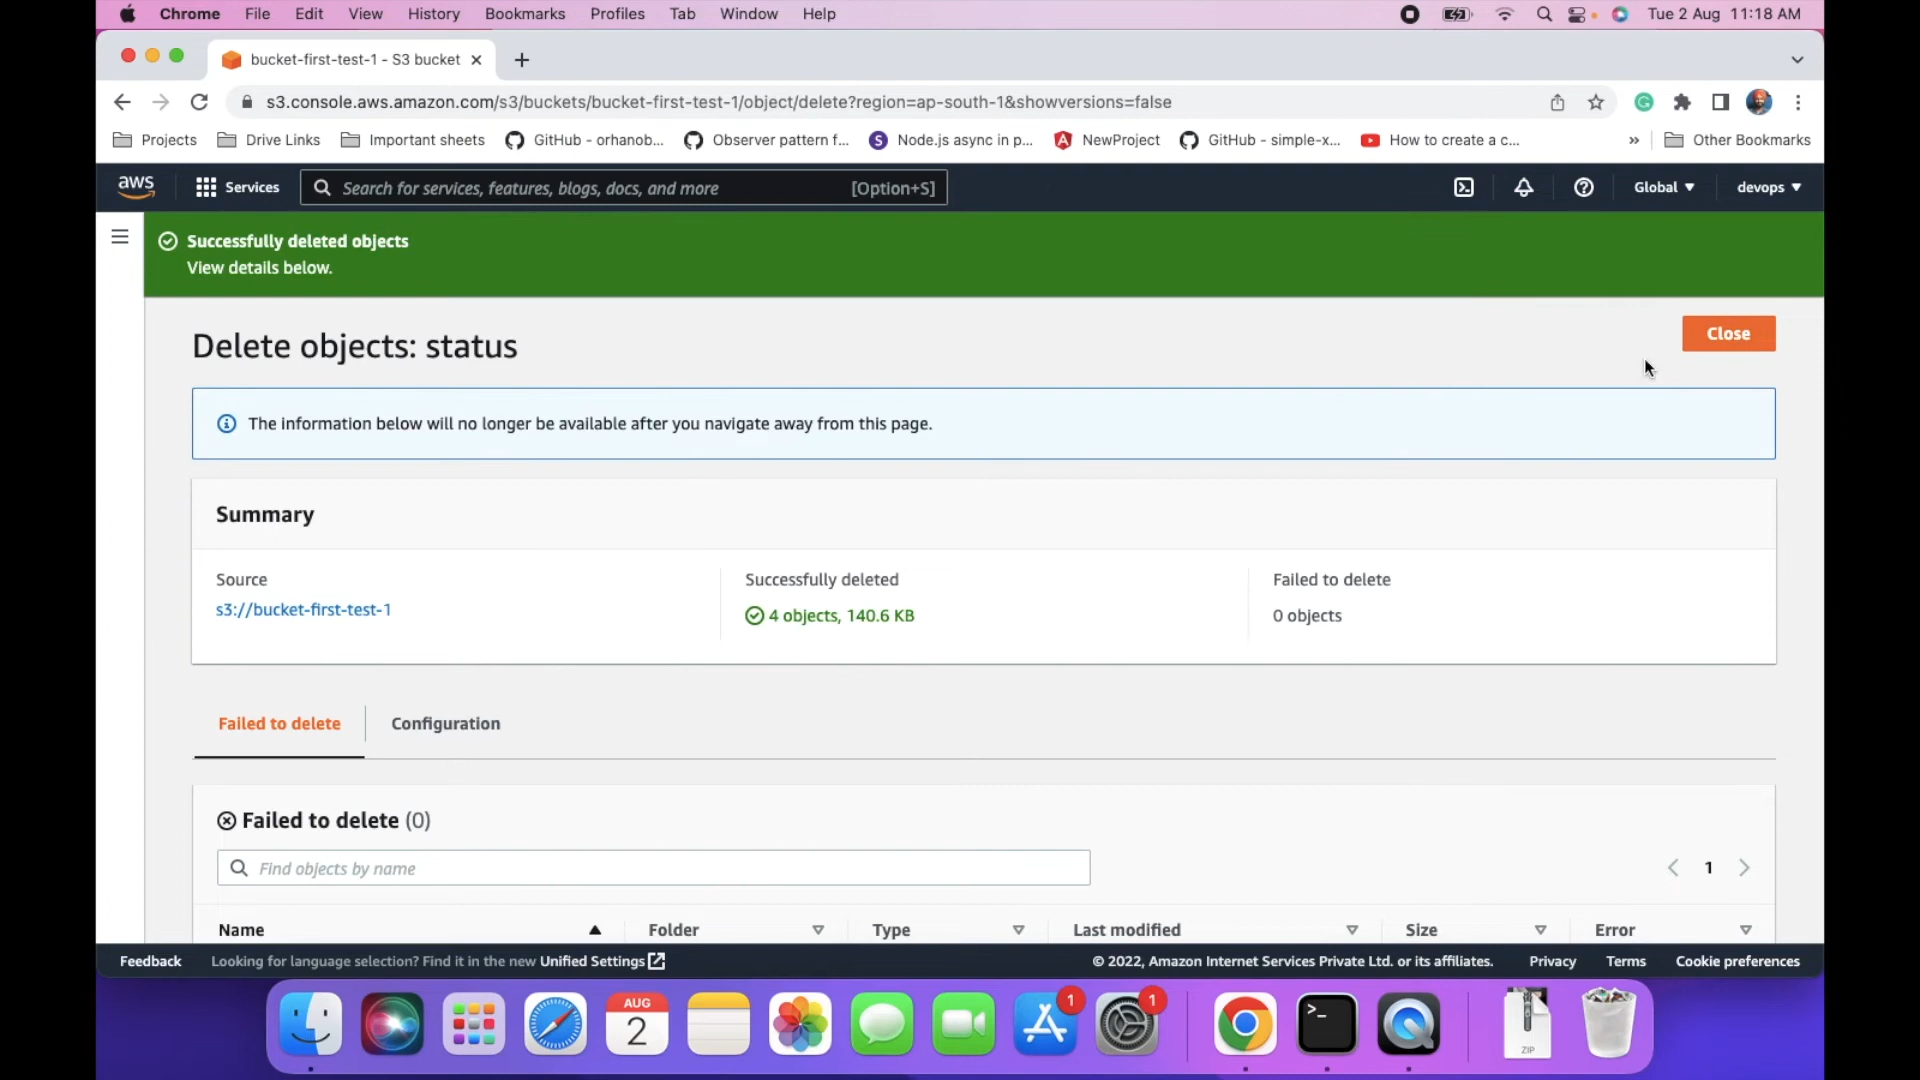 Chrome File Edit View History Bookmarks Profiles Tab Window Help Tue 2 Aug 11:18 AM
bucket-first-test-1 - S3 bucket
s3.console.aws.amazon.com/s3/buckets/bucket-first-test-1/object/delete?region=ap-south-1&showversions=false
Projects Drive Links Important sheets GitHub - orhanob... Observer pattern f... Node.js async in p... NewProject GitHub - simple-x... How to create a c... » Other Bookmarks
aws Services Search for services, features, blogs, docs, and more [Option+S] Global devops
Successfully deleted objects
View details below.
Delete objects: status
Close
The information below will no longer be available after you navigate away from this page.
Summary
Source Successfully deleted Failed to delete
s3://bucket-first-test-1 4 objects, 140.6 KB 0 objects
Failed to delete Configuration
Failed to delete (0)
Find objects by name 1
Name Folder Type Last modified Size Error
Feedback Looking for language selection? Find it in the new Unified Settings © 2022, Amazon Internet Services Private Ltd. or its affiliates. Privacy Terms Cookie preferences
AUG 1 1
2 >_
ZIP